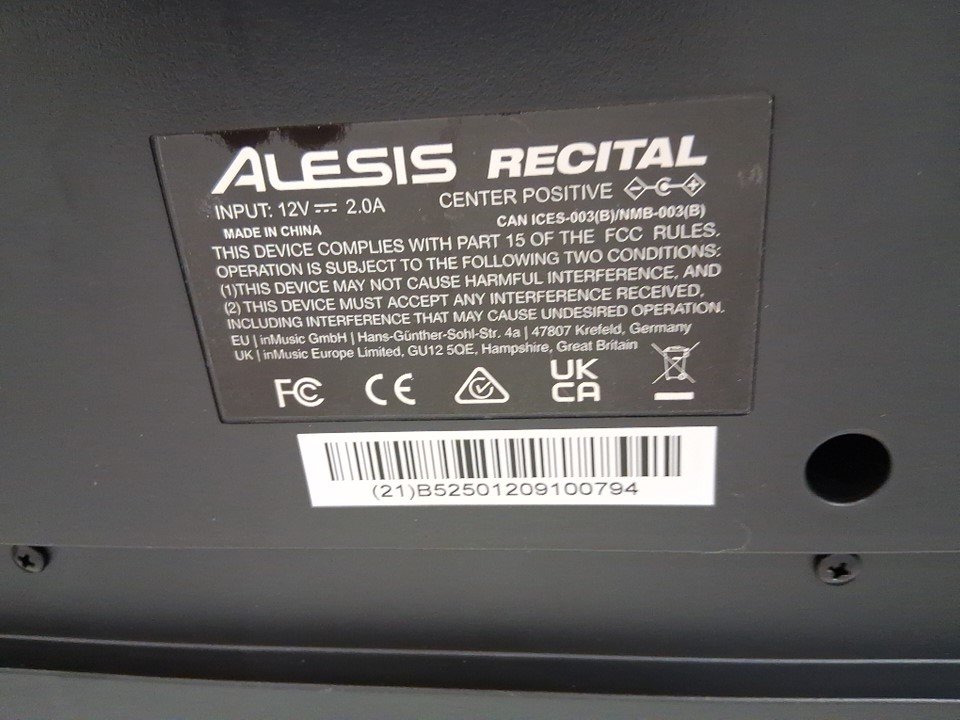 ALESIS RECITAL
INPUT: 12V⎓ 2.0A CENTER POSITIVE
MADE IN CHINA CAN ICES-003(B)/NMB-003(B)
THIS DEVICE COMPLIES WITH PART 15 OF THE FCC RULES.
OPERATION IS SUBJECT TO THE FOLLOWING TWO CONDITIONS:
(1)THIS DEVICE MAY NOT CAUSE HARMFUL INTERFERENCE, AND
(2) THIS DEVICE MUST ACCEPT ANY INTERFERENCE RECEIVED,
INCLUDING INTERFERENCE THAT MAY CAUSE UNDESIRED OPERATION.
EU | inMusic GmbH | Hans-Günther-Sohl-Str. 4a | 47807 Krefeld, Germany
UK | inMusic Europe Limited, GU12 5QE, Hampshire, Great Britain
FC CE UK
CA
(21)B52501209100794